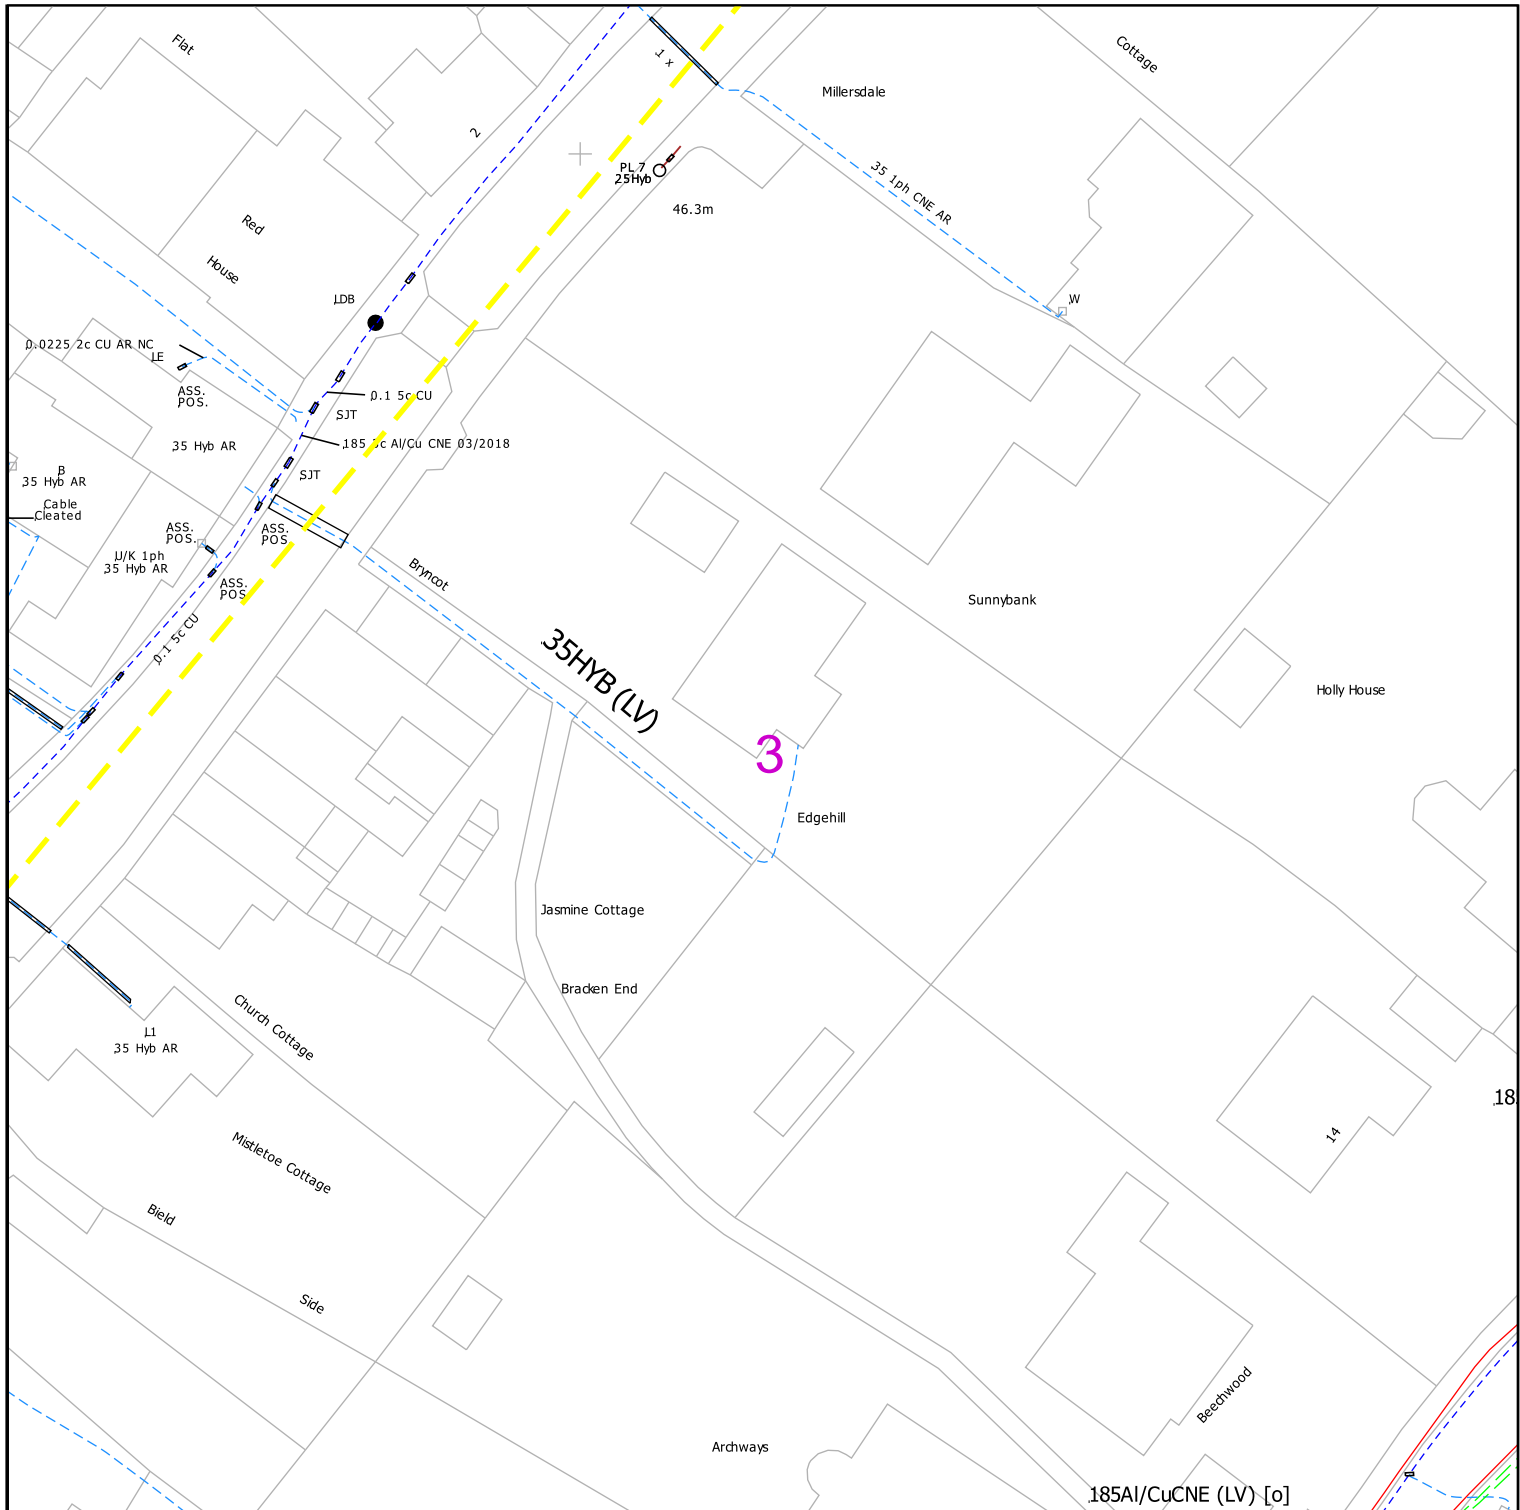 Flat
Cottage
1 x
Millersdale
2
PL 7
25Hyb
35 1ph CNE AR
46.3m
Red
House
LDB
W
0.0225 2c CU AR NC
LE
ASS.
POS.
0.1 5c CU
SJT
35 Hyb AR
185 3c Al/Cu CNE 03/2018
SJT
B
35 Hyb AR
Cable
Cleated
ASS.
POS.
ASS.
POS
U/K 1ph
35 Hyb AR
ASS.
POS.
Bryncot
Sunnybank
0.1 5c CU
35HYB (LV)
Holly House
3
Edgehill
Jasmine Cottage
Bracken End
Church Cottage
L1
35 Hyb AR
18
14
Mistletoe Cottage
Bield
Side
Beechwood
Archways
185Al/CuCNE (LV) [o]